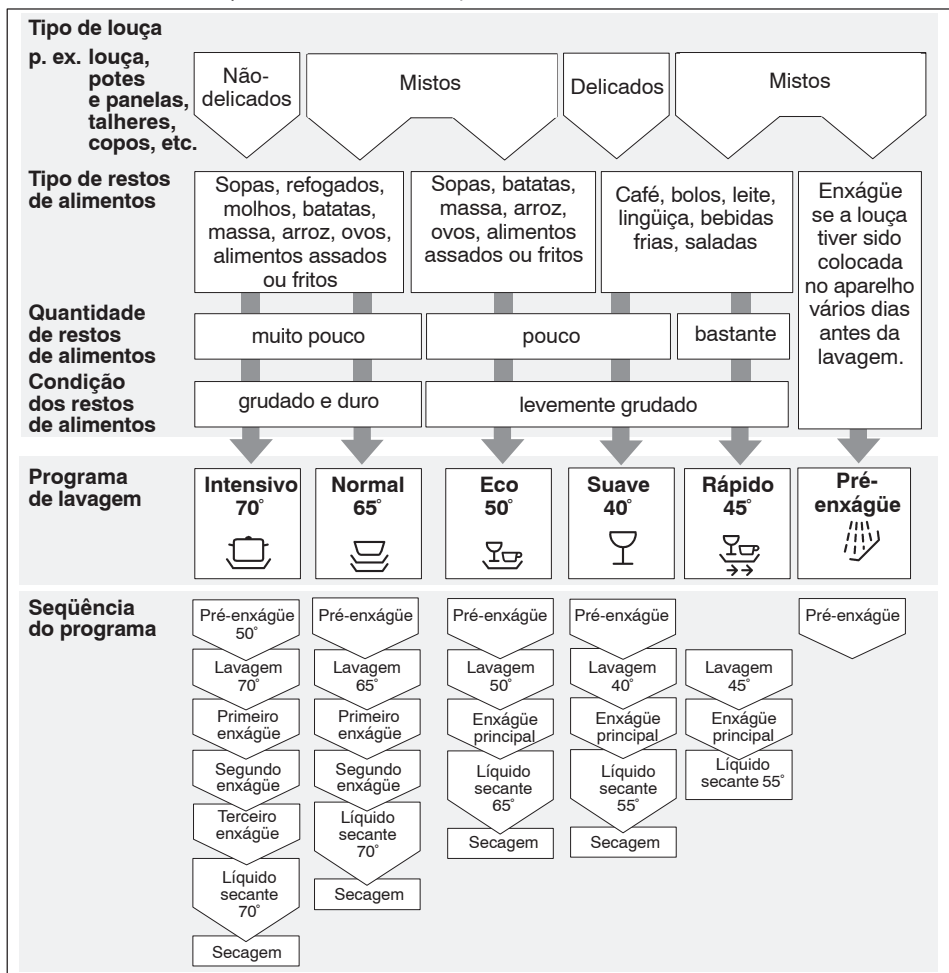 Tipo de louça
p. ex. louça,
potes
e panelas,
talheres,
copos, etc.
Não-
delicados
Mistos
Delicados
Mistos
Tipo de restos
de alimentos
Sopas, refogados,
molhos, batatas,
massa, arroz, ovos,
alimentos assados
ou fritos
Sopas, batatas,
massa, arroz,
ovos, alimentos
assados ou fritos
Café, bolos, leite,
lingüiça, bebidas
frias, saladas
Enxágüe
se a louça
tiver sido
colocada
no aparelho
vários dias
antes da
lavagem.
Quantidade
de restos
de alimentos
muito pouco
pouco
bastante
Condição
dos restos
de alimentos
grudado e duro
levemente grudado
Programa
de lavagem
Intensivo
70°
Normal
65°
Eco
50°
Suave
40°
Rápido
45°
Pré-
enxágüe
Seqüência
do programa
Pré-enxágüe
50°
Lavagem
70°
Primeiro
enxágüe
Segundo
enxágüe
Terceiro
enxágüe
Líquido
secante
70°
Secagem
Pré-enxágüe
Lavagem
65°
Primeiro
enxágüe
Segundo
enxágüe
Líquido
secante
70°
Secagem
Pré-enxágüe
Lavagem
50°
Enxágüe
principal
Líquido
secante
65°
Secagem
Pré-enxágüe
Lavagem
40°
Enxágüe
principal
Líquido
secante
55°
Secagem
Lavagem
45°
Enxágüe
principal
Líquido
secante 55°
Pré-enxágüe